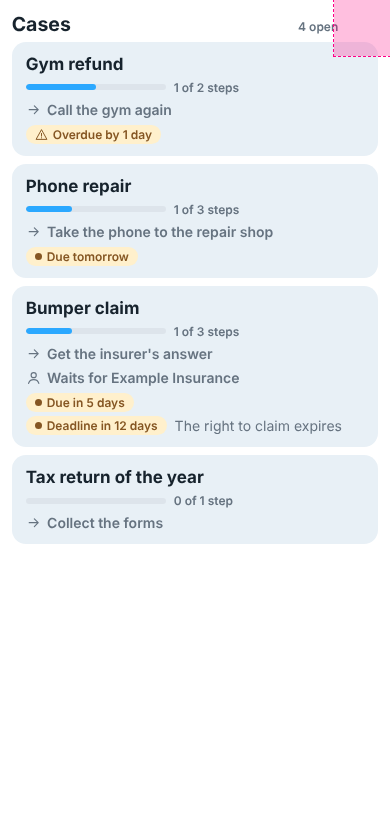 Cases
4 open
Gym refund
1 of 2 steps
Call the gym again
Overdue by 1 day
Phone repair
1 of 3 steps
Take the phone to the repair shop
Due tomorrow
Bumper claim
1 of 3 steps
Get the insurer's answer
Waits for Example Insurance
Due in 5 days
Deadline in 12 days The right to claim expires
Tax return of the year
0 of 1 step
Collect the forms